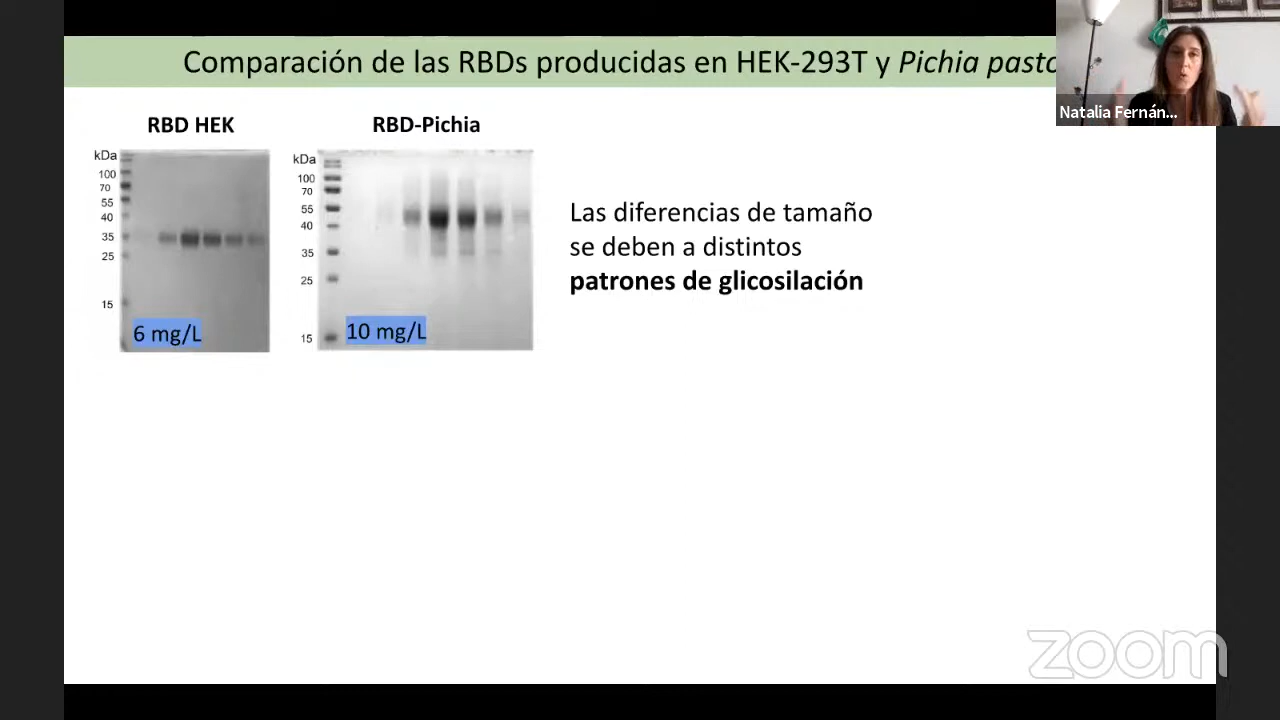 Comparación de las RBDs producidas en HEK-293T y Pichia pasto
Natalia Fernán...
RBD HEK
kDa
100
70
55
40
35
25
15
6 mg/L
RBD-Pichia
kDa
100
70
55
40
35
25
15
10 mg/L
Las diferencias de tamaño
se deben a distintos
patrones de glicosilación
zoom